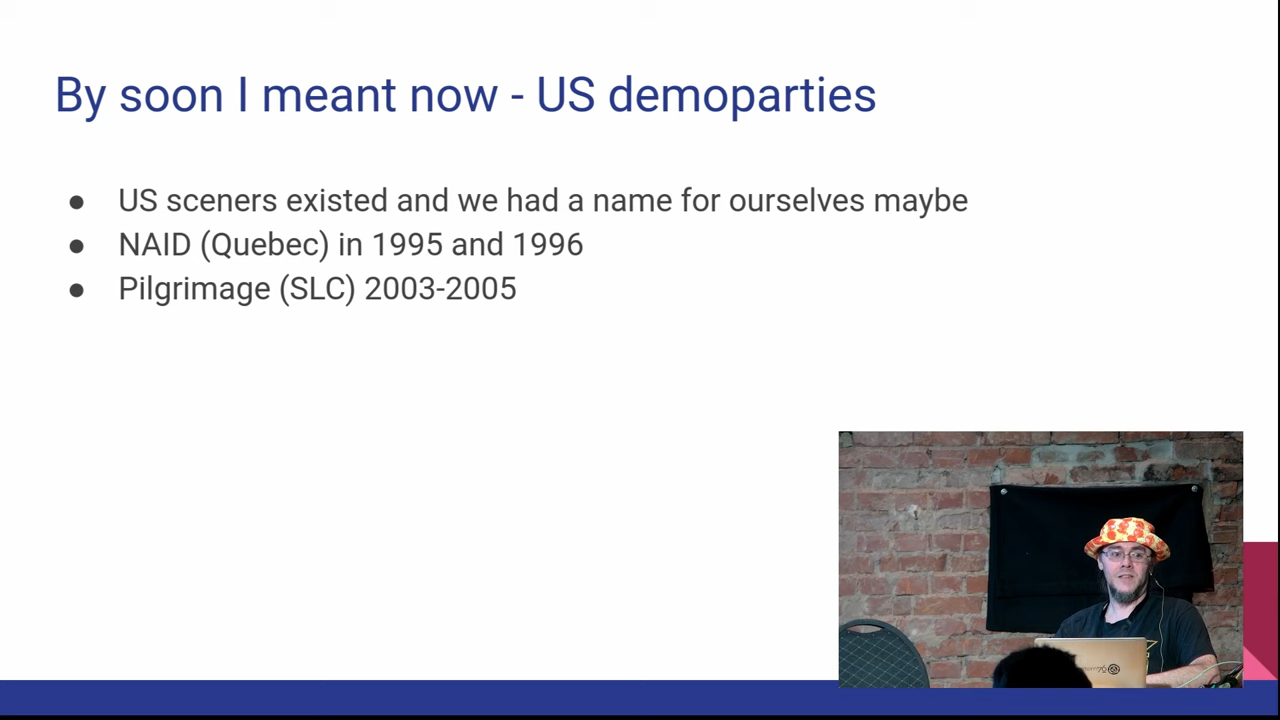 By soon I meant now - US demoparties
● US sceners existed and we had a name for ourselves maybe
● NAID (Quebec) in 1995 and 1996
● Pilgrimage (SLC) 2003-2005